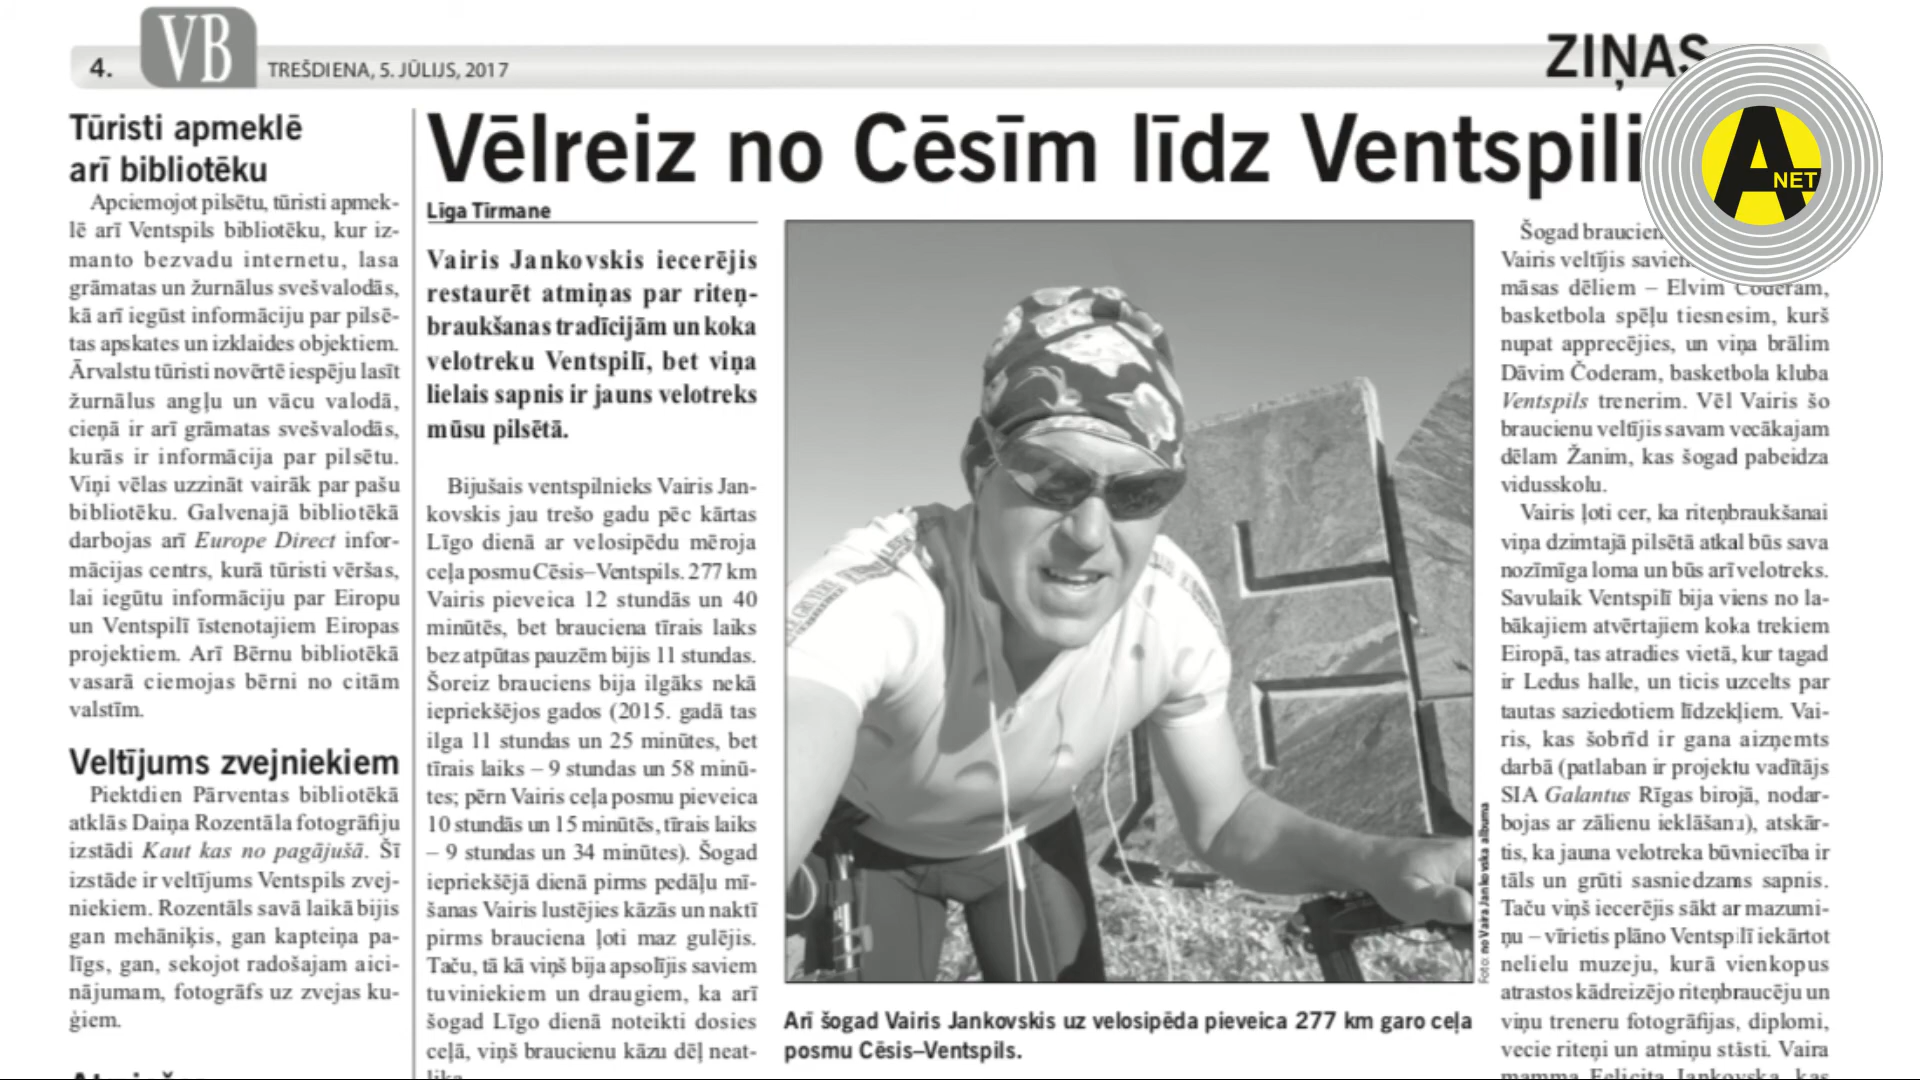 4.
VB
TREŠDIENA, 5. JŪLIJS, 2017
ZIŅAS
A
NET
Tūristi apmeklē
arī bibliotēku
Apciemojot pilsētu, tūristi apmek-
lē arī Ventspils bibliotēku, kur iz-
manto bezvadu internetu, lasa
grāmatas un žurnālus svešvalodās,
kā arī iegūst informāciju par pilsē-
tas apskates un izklaides objektiem.
Ārvalstu tūristi novērtē iespēju lasīt
žurnālus angļu un vācu valodā,
cieņā ir arī grāmatas svešvalodās,
kurās ir informācija par pilsētu.
Viņi vēlas uzzināt vairāk par pašu
bibliotēku. Galvenajā bibliotēkā
darbojas arī Europe Direct infor-
mācijas centrs, kurā tūristi vēršas,
lai iegūtu informāciju par Eiropu
un Ventspilī īstenotajiem Eiropas
projektiem. Arī Bērnu bibliotēkā
vasarā ciemojas bērni no citām
valstīm.
Veltījums zvejniekiem
Piektdien Pārventas bibliotēkā
atklās Daiņa Rozentāla fotogrāfiju
izstādi Kaut kas no pagājušā. Šī
izstāde ir veltījums Ventspils zvej-
niekiem. Rozentāls savā laikā bijis
gan mehāniķis, gan kapteiņa pa-
līgs, gan, sekojot radošajam aici-
nājumam, fotogrāfs uz zvejas ku-
ģiem.
Vēlreiz no Cēsīm līdz Ventspili
Līga Tīrmane
Vairis Jankovskis iecerējis
restaurēt atmiņas par riteņ-
braukšanas tradīcijām un koka
velotreku Ventspilī, bet viņa
lielais sapnis ir jauns velotreks
mūsu pilsētā.
Bijušais ventspilnieks Vairis Jan-
kovskis jau trešo gadu pēc kārtas
Līgo dienā ar velosipēdu mēroja
ceļa posmu Cēsis–Ventspils. 277 km
Vairis pieveica 12 stundās un 40
minūtēs, bet brauciena tīrais laiks
bez atpūtas pauzēm bijis 11 stundas.
Šoreiz brauciens bija ilgāks nekā
iepriekšējos gados (2015. gadā tas
ilga 11 stundas un 25 minūtes, bet
tīrais laiks – 9 stundas un 58 minū-
tes; pērn Vairis ceļa posmu pieveica
10 stundās un 15 minūtēs, tīrais laiks
– 9 stundas un 34 minūtes). Šogad
iepriekšējā dienā pirms pedāļu mī-
šanas Vairis lustējies kāzās un naktī
pirms brauciena ļoti maz gulējis.
Taču, tā kā viņš bija apsolījis saviem
tuviniekiem un draugiem, ka arī
šogad Līgo dienā noteikti dosies
ceļā, viņš braucienu kāzu dēļ neat-
lika.
Foto: no Vaira Jankovska albuma
Arī šogad Vairis Jankovskis uz velosipēda pieveica 277 km garo ceļa
posmu Cēsis–Ventspils.
Šogad braucien
Vairis veltījis savien
māsas dēliem – Elvim Čoderam,
basketbola spēļu tiesnesim, kurš
nupat apprecējies, un viņa brālim
Dāvim Čoderam, basketbola kluba
Ventspils trenerim. Vēl Vairis šo
braucienu veltījis savam vecākajam
dēlam Žanim, kas šogad pabeidza
vidusskolu.
Vairis ļoti cer, ka riteņbraukšanai
viņa dzimtajā pilsētā atkal būs sava
nozīmīga loma un būs arī velotreks.
Savulaik Ventspilī bija viens no la-
bākajiem atvērtajiem koka trekiem
Eiropā, tas atradies vietā, kur tagad
ir Ledus halle, un ticis uzcelts par
tautas saziedotiem līdzekļiem. Vai-
ris, kas šobrīd ir gana aizņemts
darbā (patlaban ir projektu vadītājs
SIA Galantus Rīgas birojā, nodar-
bojas ar zālienu ieklāšanu), atskār-
tis, ka jauna velotreka būvniecība ir
tāls un grūti sasniedzams sapnis.
Taču viņš iecerējis sākt ar mazumi-
ņu – vīrietis plāno Ventspilī iekārtot
nelielu muzeju, kurā vienkopus
atrastos kādreizējo riteņbraucēju un
viņu treneru fotogrāfijas, diplomi,
vecie riteņi un atmiņu stāsti. Vaira
mamma Felicita Jankovska, kas